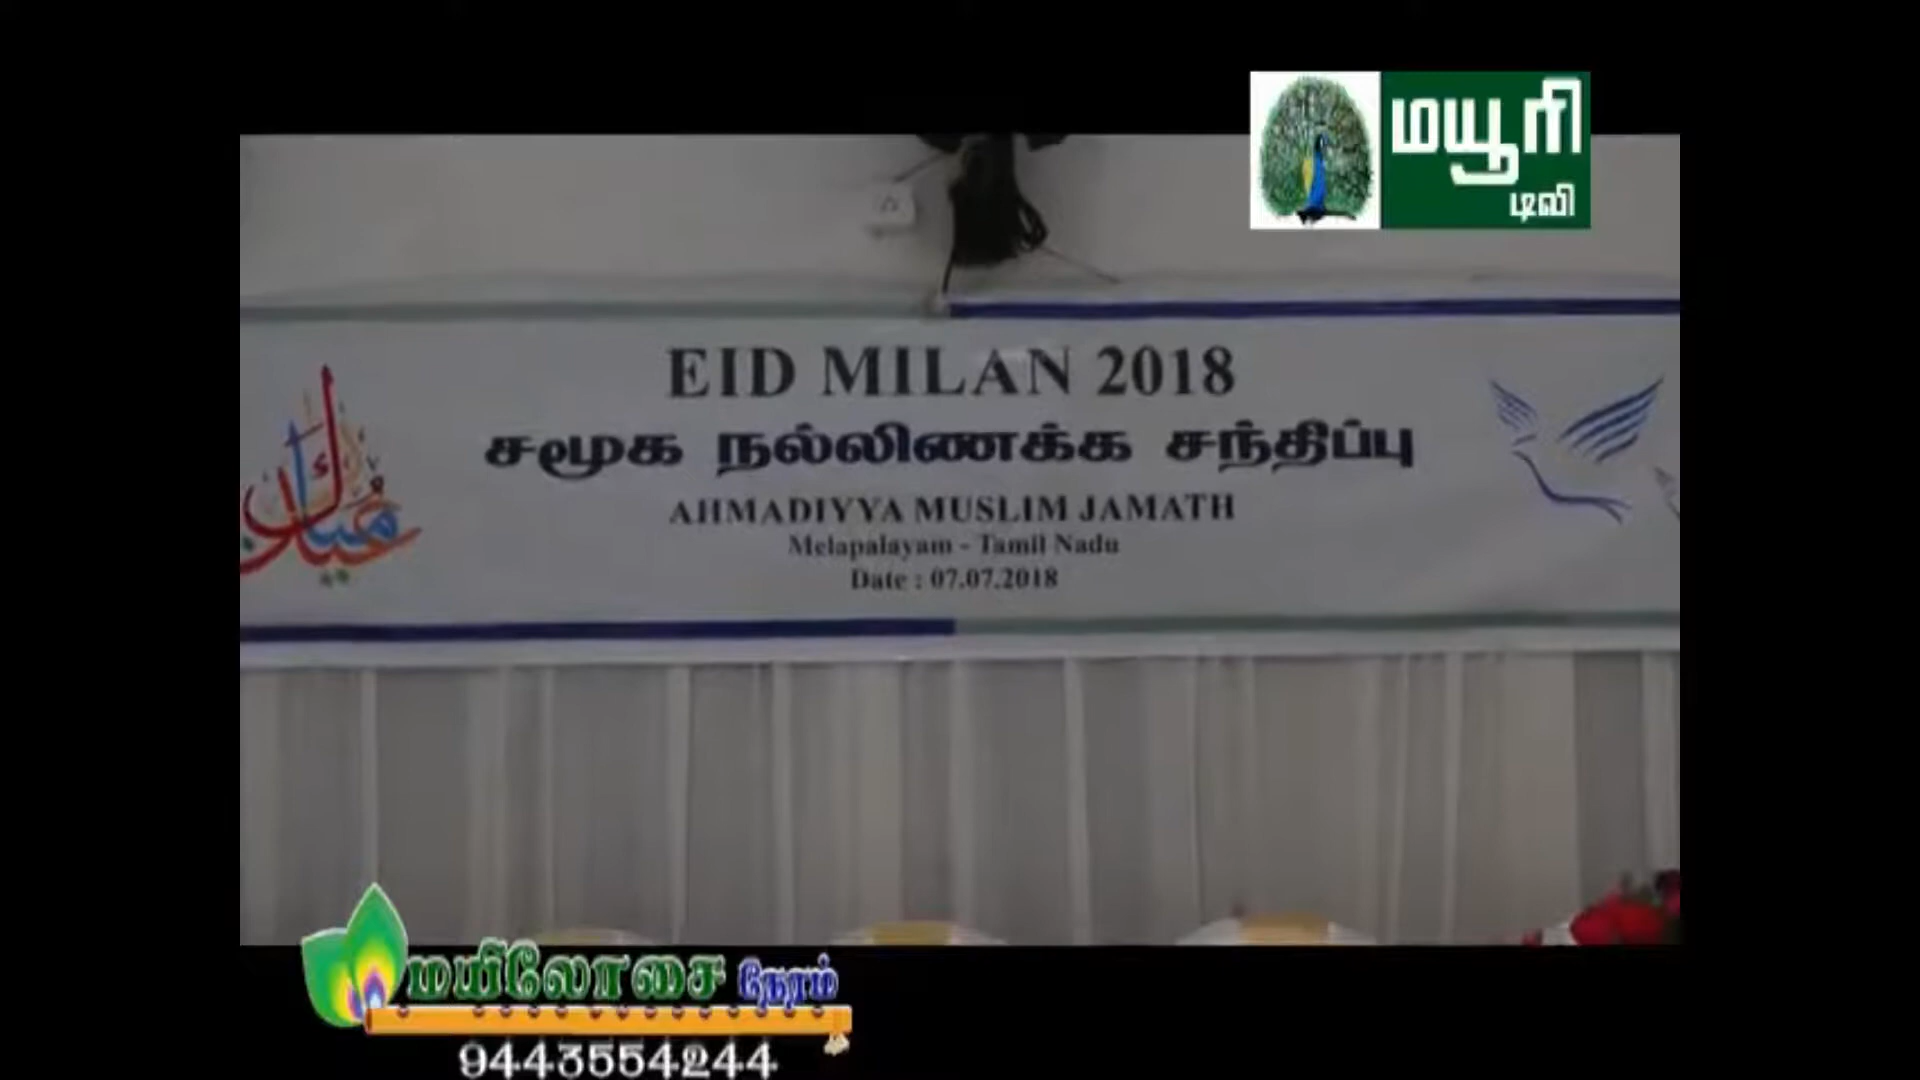 மயூரி
டிவி
EID MILAN 2018
சமூக நல்லிணக்க சந்திப்பு
AHMADIYYA MUSLIM JAMATH
Melapalayam - Tamil Nadu
Date : 07.07.2018
மயிலோசை நேரம்
9443554244